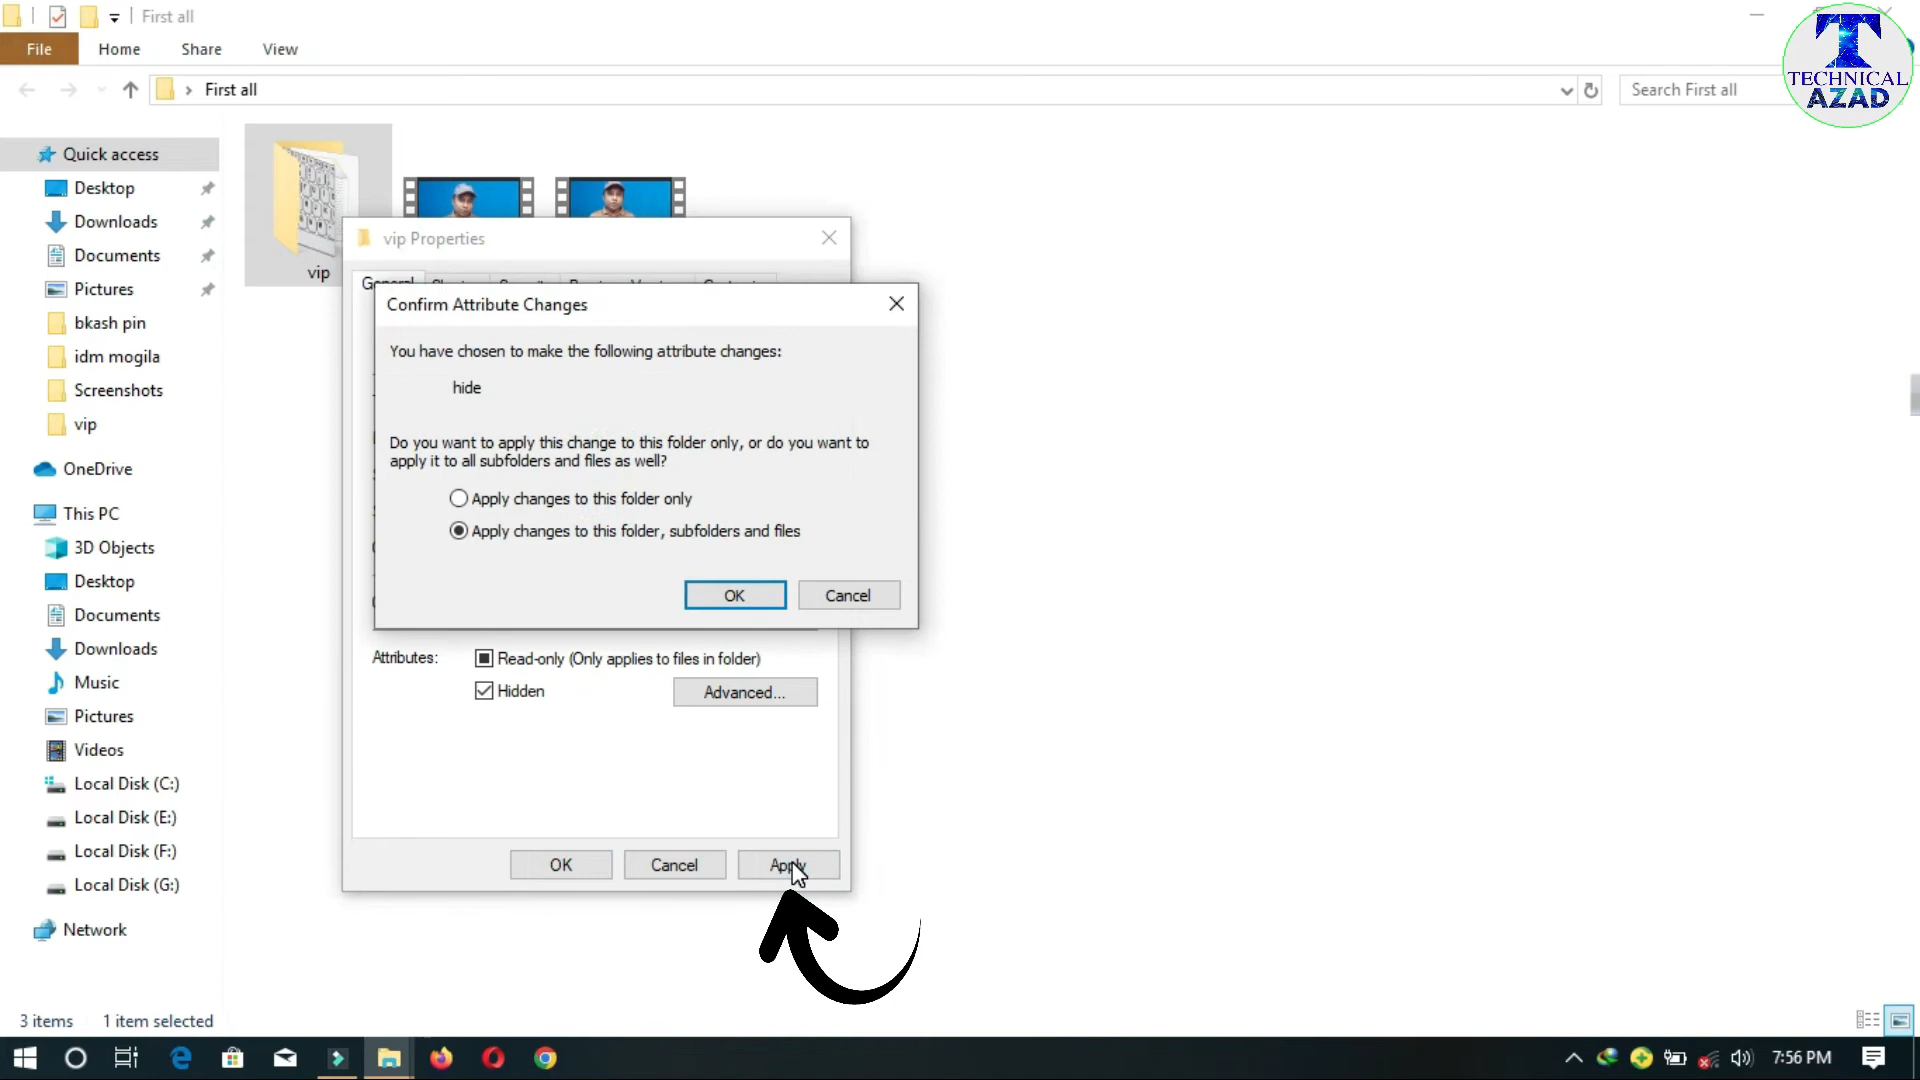 First all
File Home Share View
First all
Search First all
TECHNICAL
AZAD
Quick access
Desktop
Downloads
Documents
Pictures
bkash pin
idm mogila
Screenshots
vip
OneDrive
This PC
3D Objects
Desktop
Documents
Downloads
Music
Pictures
Videos
Local Disk (C:)
Local Disk (E:)
Local Disk (F:)
Local Disk (G:)
Network
vip
vip Properties
General
Confirm Attribute Changes
You have chosen to make the following attribute changes:
hide
Do you want to apply this change to this folder only, or do you want to
apply it to all subfolders and files as well?
Apply changes to this folder only
Apply changes to this folder, subfolders and files
OK Cancel
Attributes: Read-only (Only applies to files in folder)
Hidden Advanced...
OK Cancel Apply
3 items 1 item selected
7:56 PM